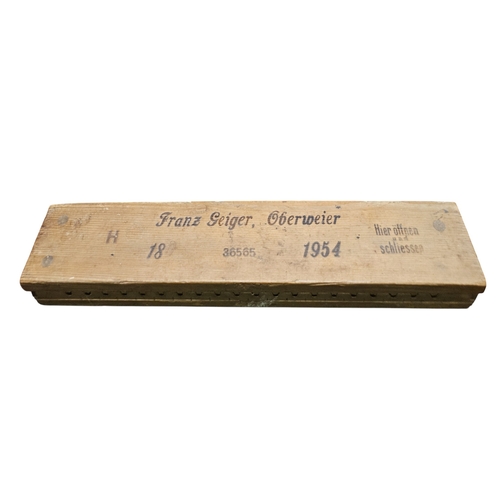 Franz Geiger, Oberweier
H 18 36565 1954
Hier öffnen
und
schliessen